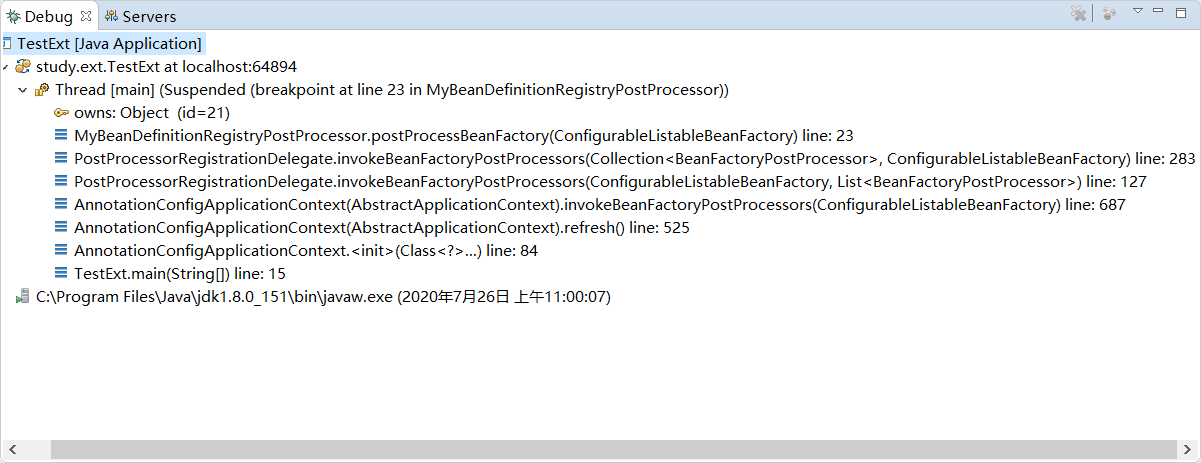 Debug Servers
TestExt [Java Application]
study.ext.TestExt at localhost:64894
Thread [main] (Suspended (breakpoint at line 23 in MyBeanDefinitionRegistryPostProcessor))
owns: Object (id=21)
MyBeanDefinitionRegistryPostProcessor.postProcessBeanFactory(ConfigurableListableBeanFactory) line: 23
PostProcessorRegistrationDelegate.invokeBeanFactoryPostProcessors(Collection<BeanFactoryPostProcessor>, ConfigurableListableBeanFactory) line: 283
PostProcessorRegistrationDelegate.invokeBeanFactoryPostProcessors(ConfigurableListableBeanFactory, List<BeanFactoryPostProcessor>) line: 127
AnnotationConfigApplicationContext(AbstractApplicationContext).invokeBeanFactoryPostProcessors(ConfigurableListableBeanFactory) line: 687
AnnotationConfigApplicationContext(AbstractApplicationContext).refresh() line: 525
AnnotationConfigApplicationContext.<init>(Class<?>...) line: 84
TestExt.main(String[]) line: 15
C:\Program Files\Java\jdk1.8.0_151\bin\javaw.exe (2020年7月26日 上午11:00:07)